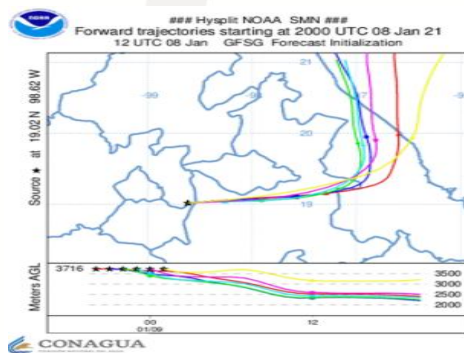 ### Hysplit NOAA SMN ###
Forward trajectories starting at 2000 UTC 08 Jan 21
12 UTC 08 Jan GFSG Forecast Initialization
Source ★ at 19.02 N 98.62 W
21
-99
-98
20
19
Meters AGL
3716
3500
3000
2500
2000
00
12
01/09
CONAGUA